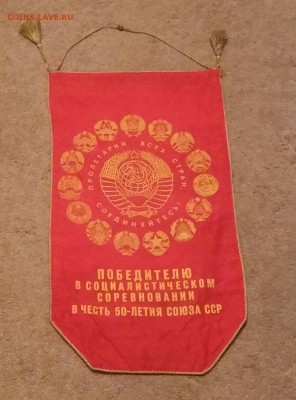 COINS.LAVE.RU
ПРОЛЕТАРИИ ВСЕХ СТРАН,
СОЕДИНЯЙТЕСЬ!
ПОБЕДИТЕЛЮ
В СОЦИАЛИСТИЧЕСКОМ
СОРЕВНОВАНИИ
В ЧЕСТЬ 50-ЛЕТИЯ СОЮЗА ССР